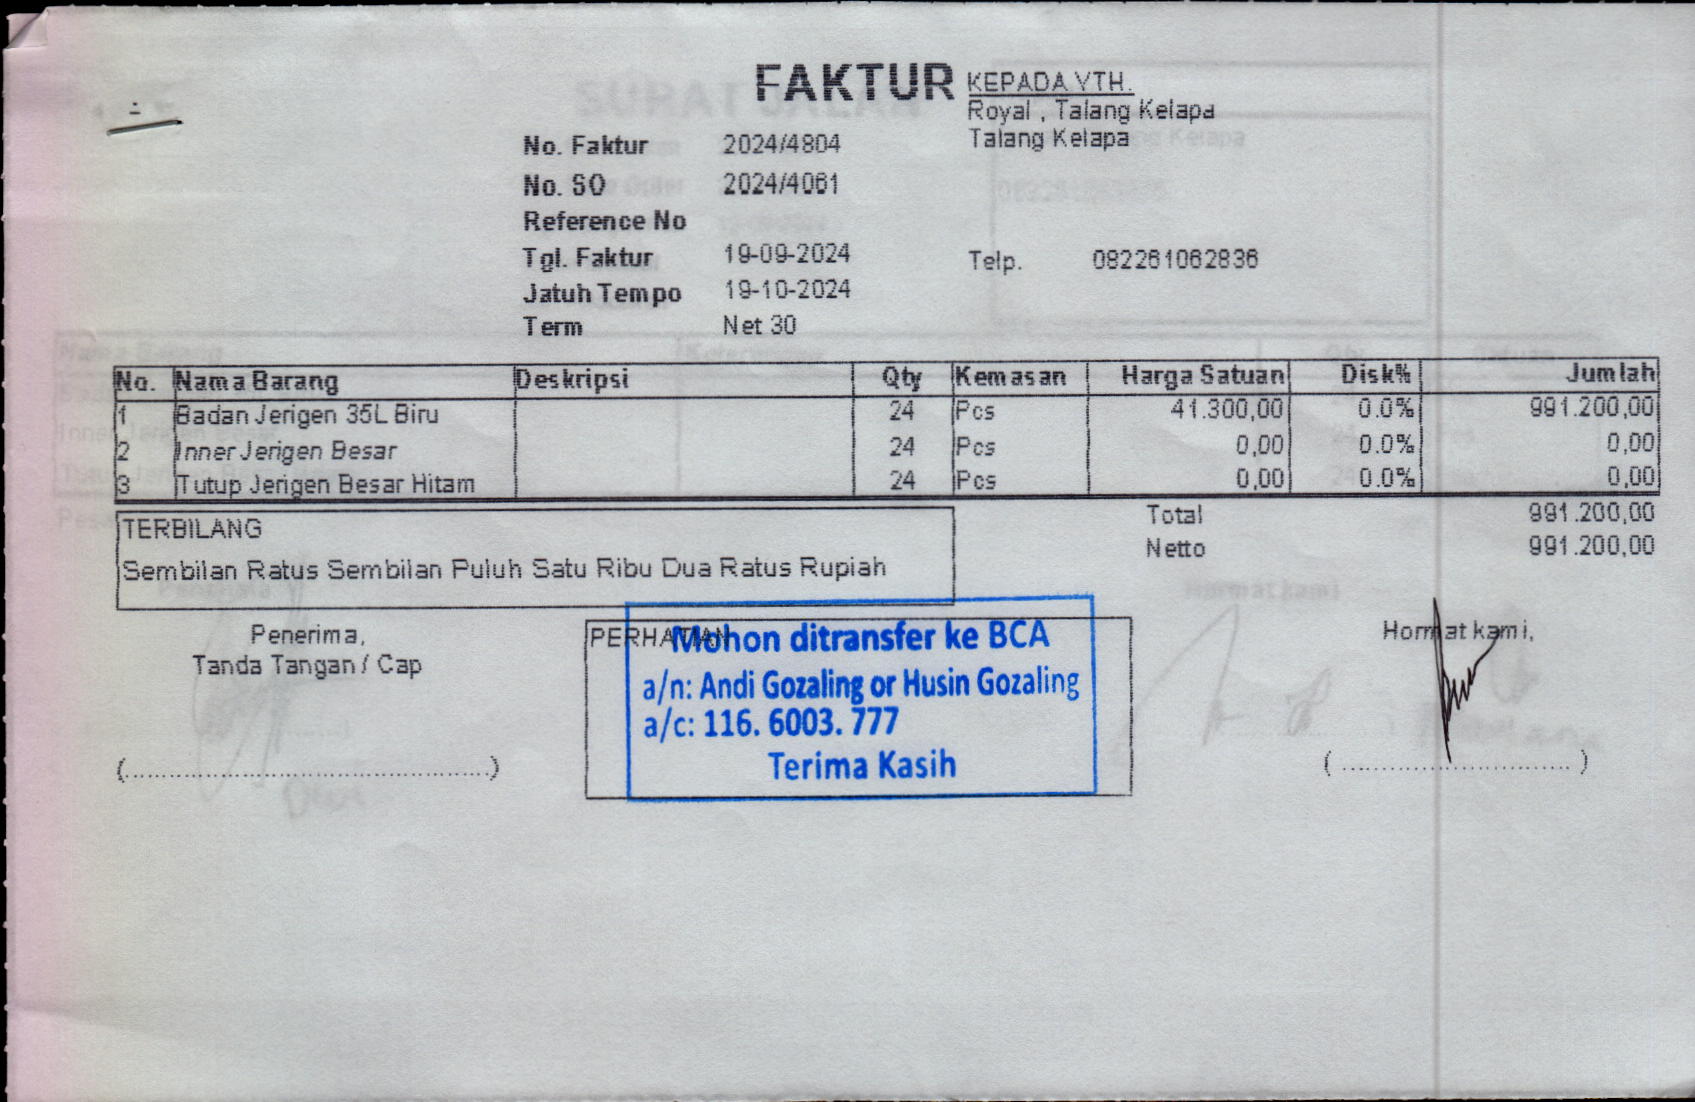 FAKTUR
KEPADA YTH.
Royal , Talang Kelapa
Talang Kelapa
No. Faktur 2024/4804
No. SO 2024/4061
Reference No
Tgl. Faktur 19-09-2024
Telp. 082261062836
Jatuh Tempo 19-10-2024
Term Net 30
No. Nama Barang Deskripsi Qty Kemasan Harga Satuan Disk% Jumlah
1 Badan Jerigen 35L Biru 24 Pcs 41.300,00 0.0% 991.200,00
2 Inner Jerigen Besar 24 Pcs 0,00 0.0% 0,00
3 Tutup Jerigen Besar Hitam 24 Pcs 0,00 0.0% 0,00
Total 991.200,00
Netto 991.200,00
TERBILANG
Sembilan Ratus Sembilan Puluh Satu Ribu Dua Ratus Rupiah
Penerima,
Tanda Tangan / Cap
(..........................................)
PERHATIAN
Mohon ditransfer ke BCA
a/n: Andi Gozaling or Husin Gozaling
a/c: 116. 6003. 777
Terima Kasih
Hormat kami,
(..............................)